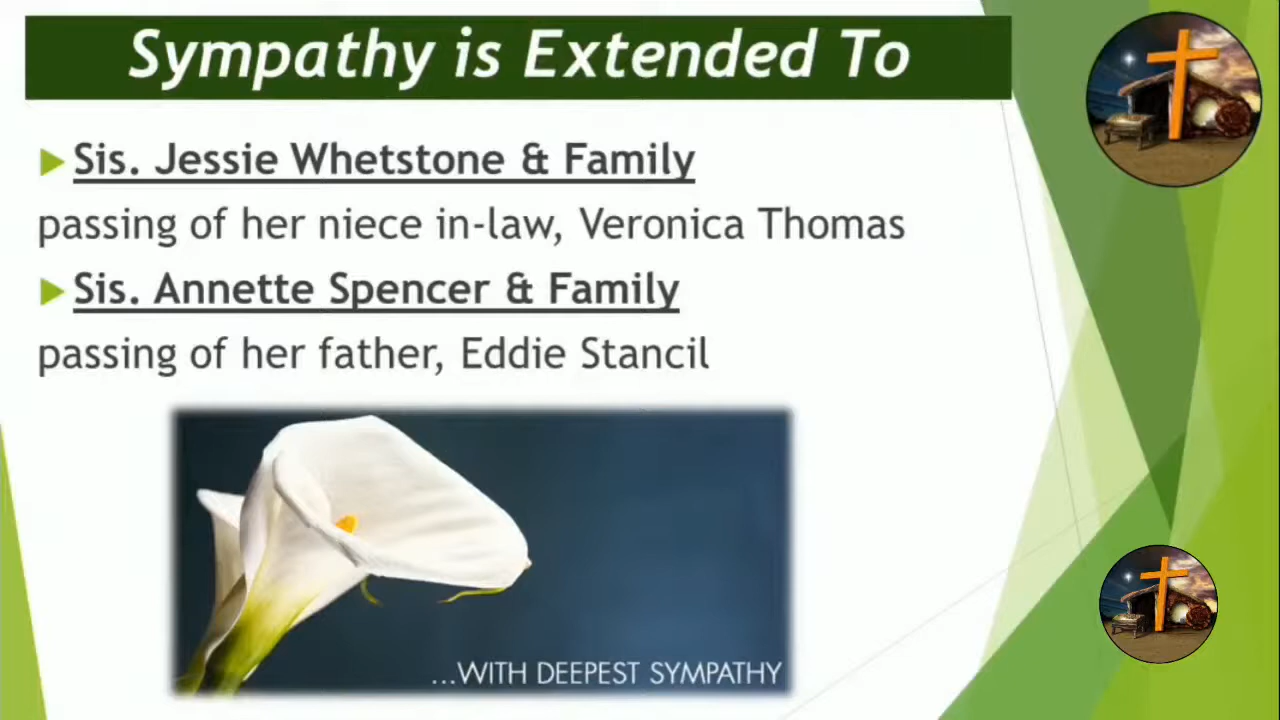 Sympathy is Extended To
Sis. Jessie Whetstone & Family
passing of her niece in-law, Veronica Thomas
Sis. Annette Spencer & Family
passing of her father, Eddie Stancil
...WITH DEEPEST SYMPATHY